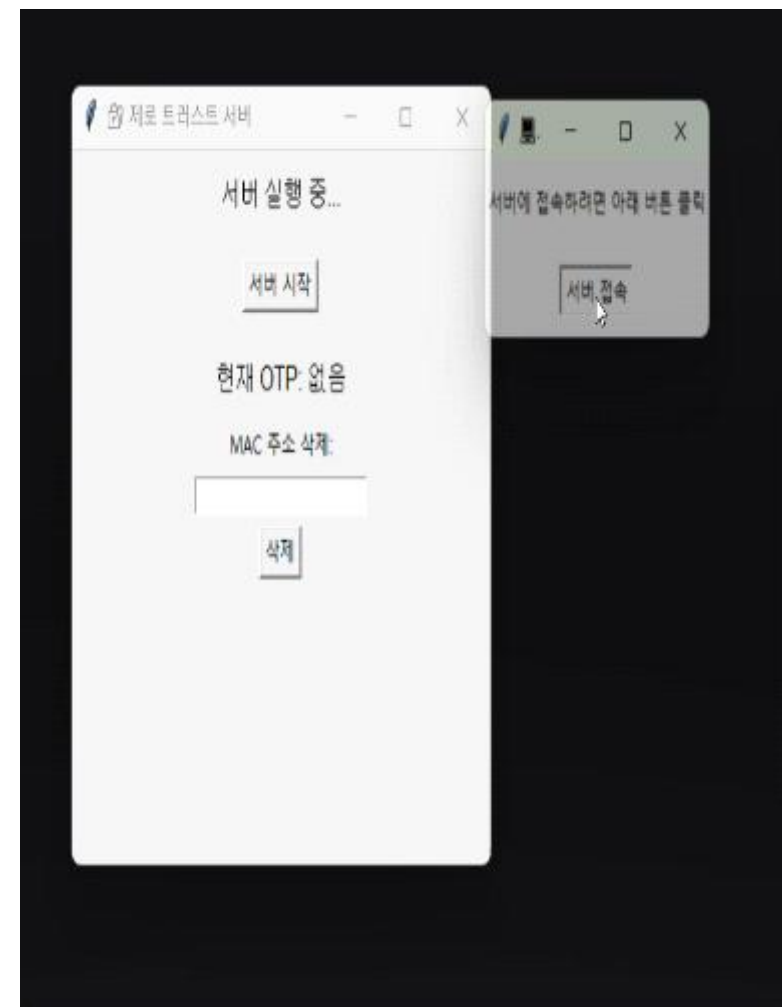 제로 트러스트 서버
서버 실행 중...
서버 시작
현재 OTP: 없음
MAC 주소 삭제:
삭제
서버에 접속하려면 아래 버튼 클릭
서버 접속